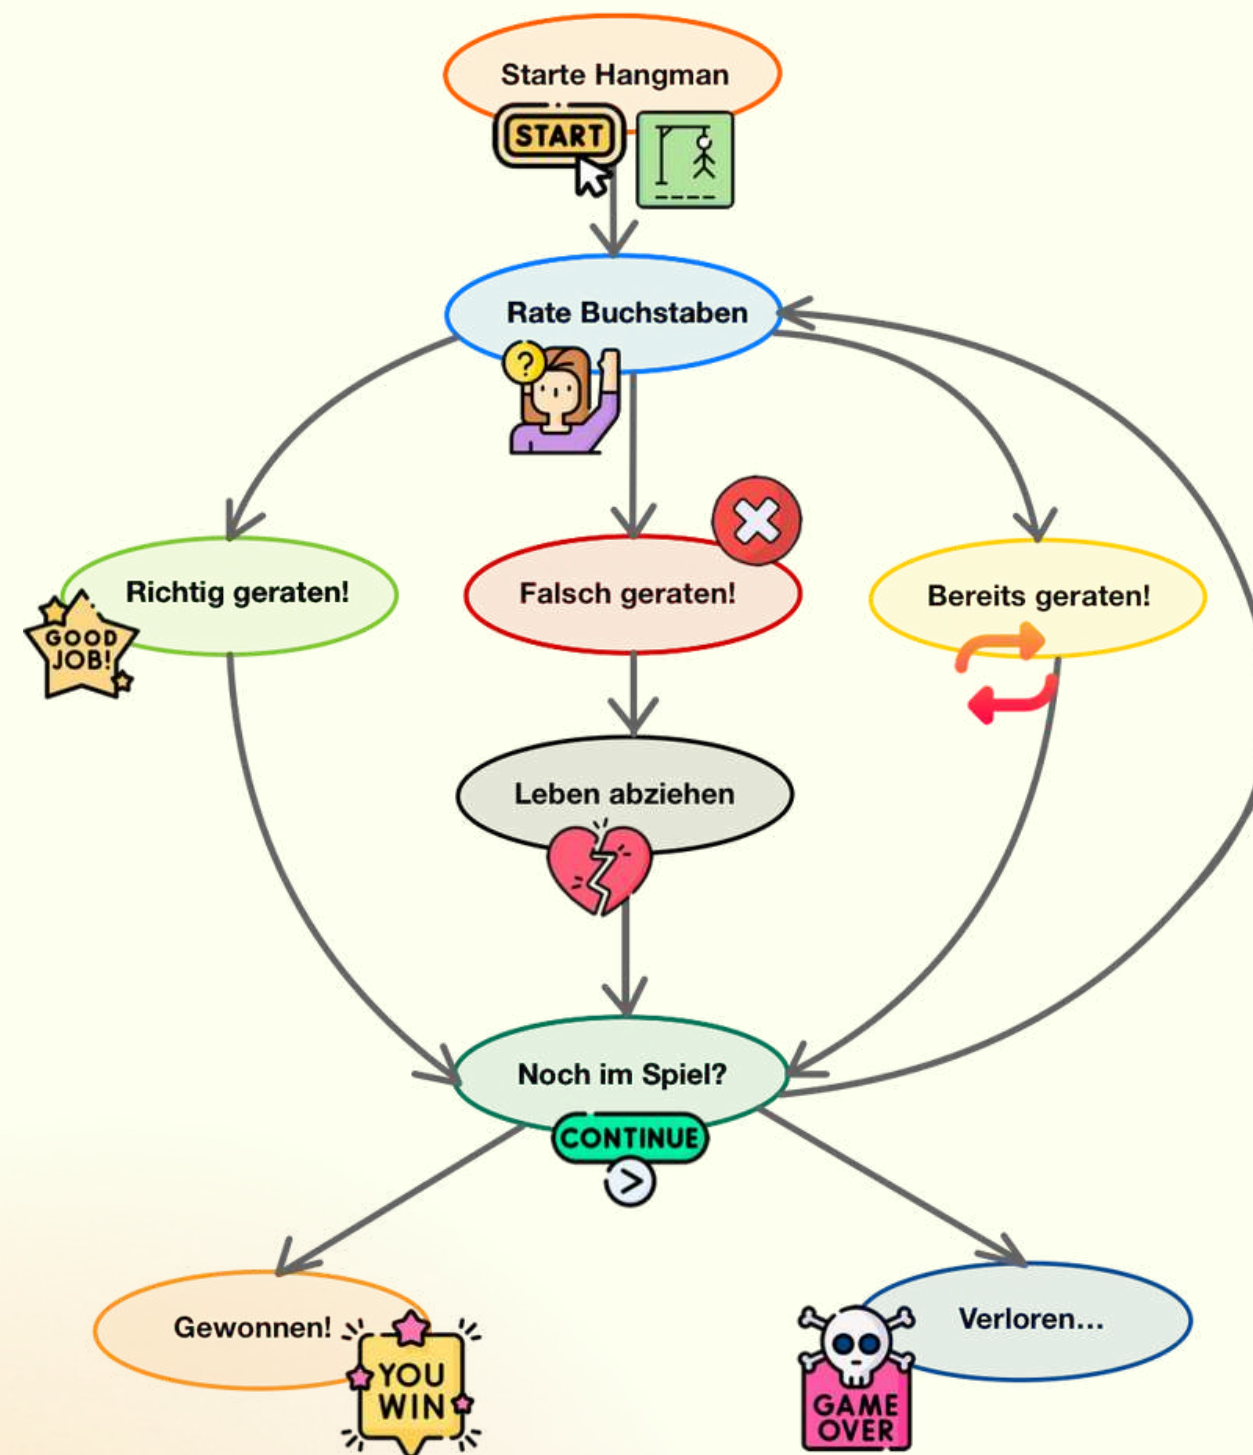 Starte Hangman
START
Rate Buchstaben
?
Richtig geraten!
GOOD
JOB!
Falsch geraten!
Bereits geraten!
Leben abziehen
Noch im Spiel?
CONTINUE
>
Gewonnen!
YOU
WIN
Verloren...
GAME
OVER